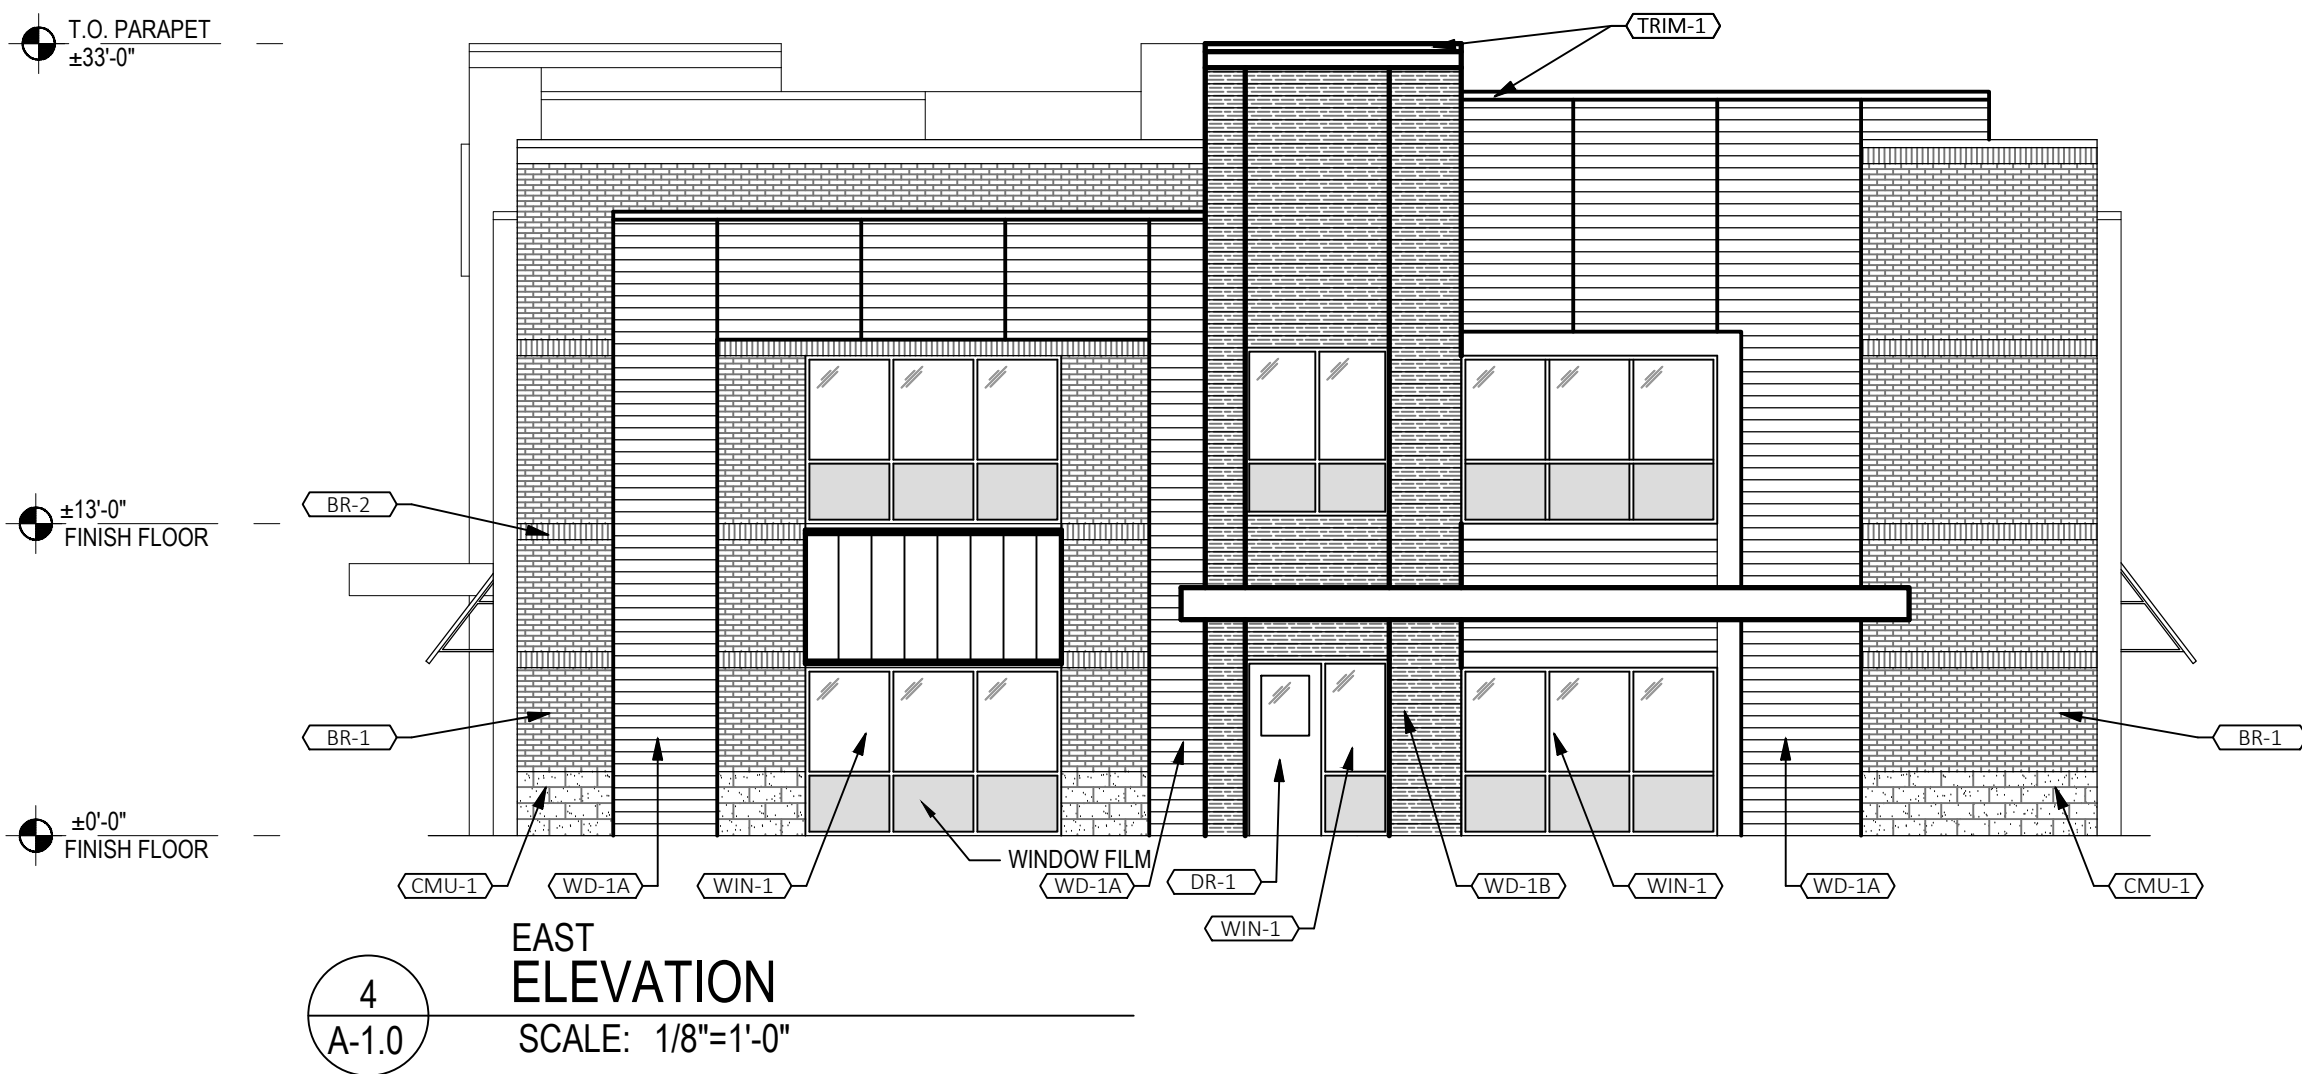 T.O. PARAPET
±33'-0"
TRIM-1
BR-2
±13'-0"
FINISH FLOOR
BR-1
BR-1
±0'-0"
FINISH FLOOR
WINDOW FILM
CMU-1
WD-1A
WIN-1
WD-1A
DR-1
WD-1B
WIN-1
WD-1A
CMU-1
WIN-1
EAST
ELEVATION
4
A-1.0
SCALE: 1/8"=1'-0"